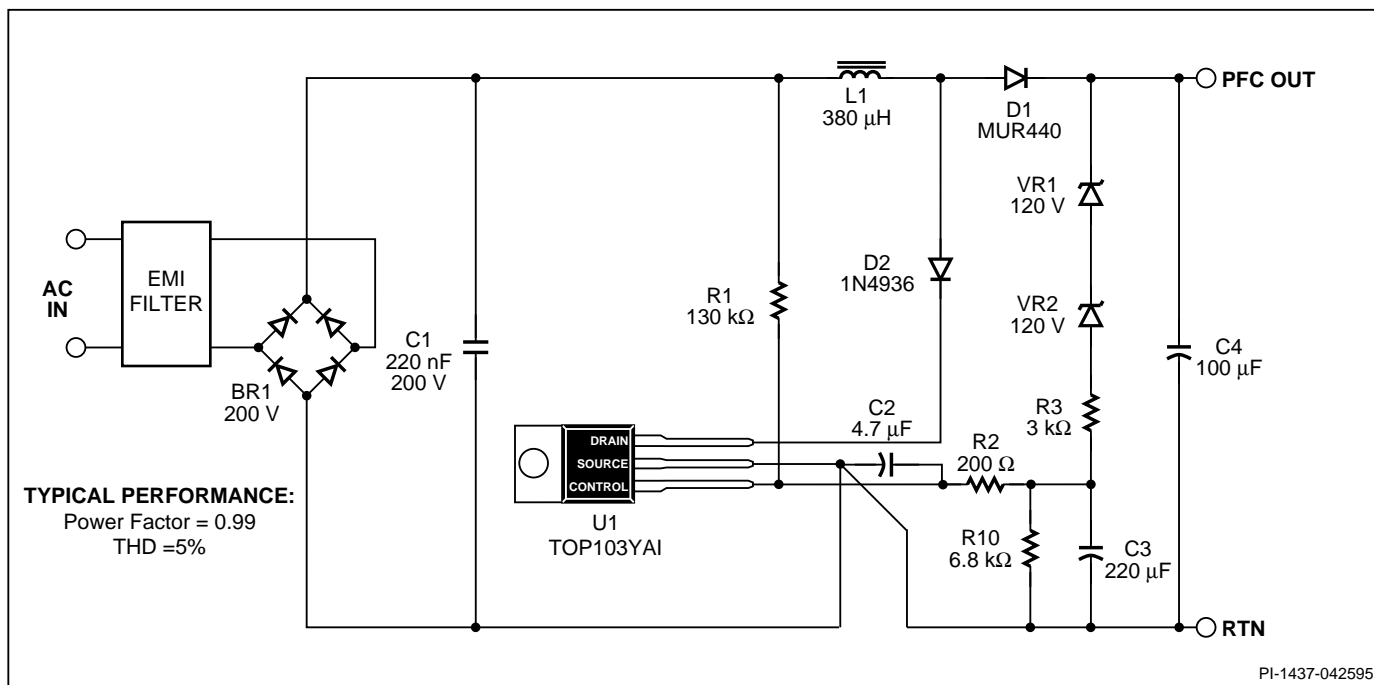 PFC OUT
L1
380 µH
D1
MUR440
VR1
120 V
AC
IN
EMI
FILTER
D2
1N4936
R1
130 kΩ
VR2
120 V
C1
220 nF
200 V
C4
100 µF
BR1
200 V
C2
4.7 µF
R3
3 kΩ
DRAIN
SOURCE
CONTROL
R2
200 Ω
TYPICAL PERFORMANCE:
Power Factor = 0.99
THD =5%
U1
TOP103YAI
R10
6.8 kΩ
C3
220 µF
RTN
PI-1437-042595